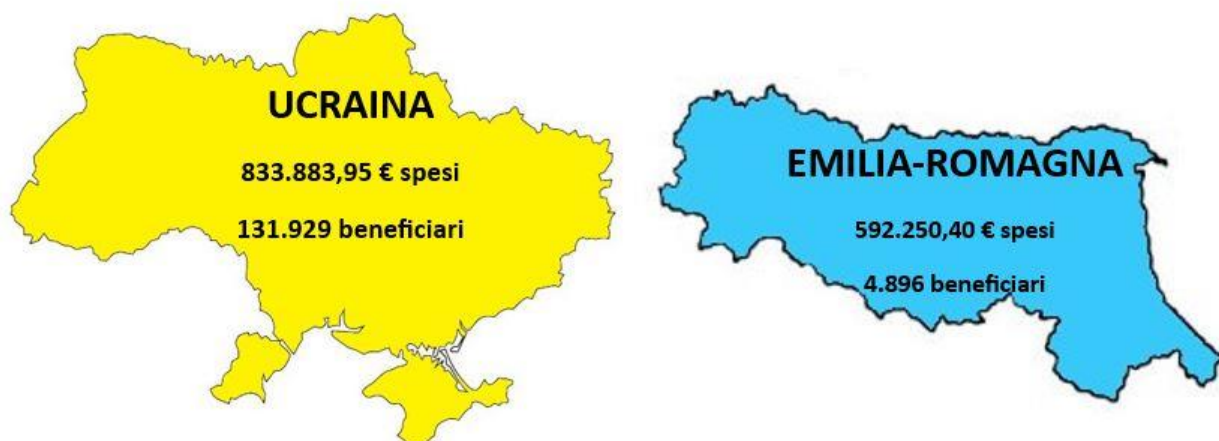 UCRAINA
833.883,95 € spesi
131.929 beneficiari
EMILIA-ROMAGNA
592.250,40 € spesi
4.896 beneficiari